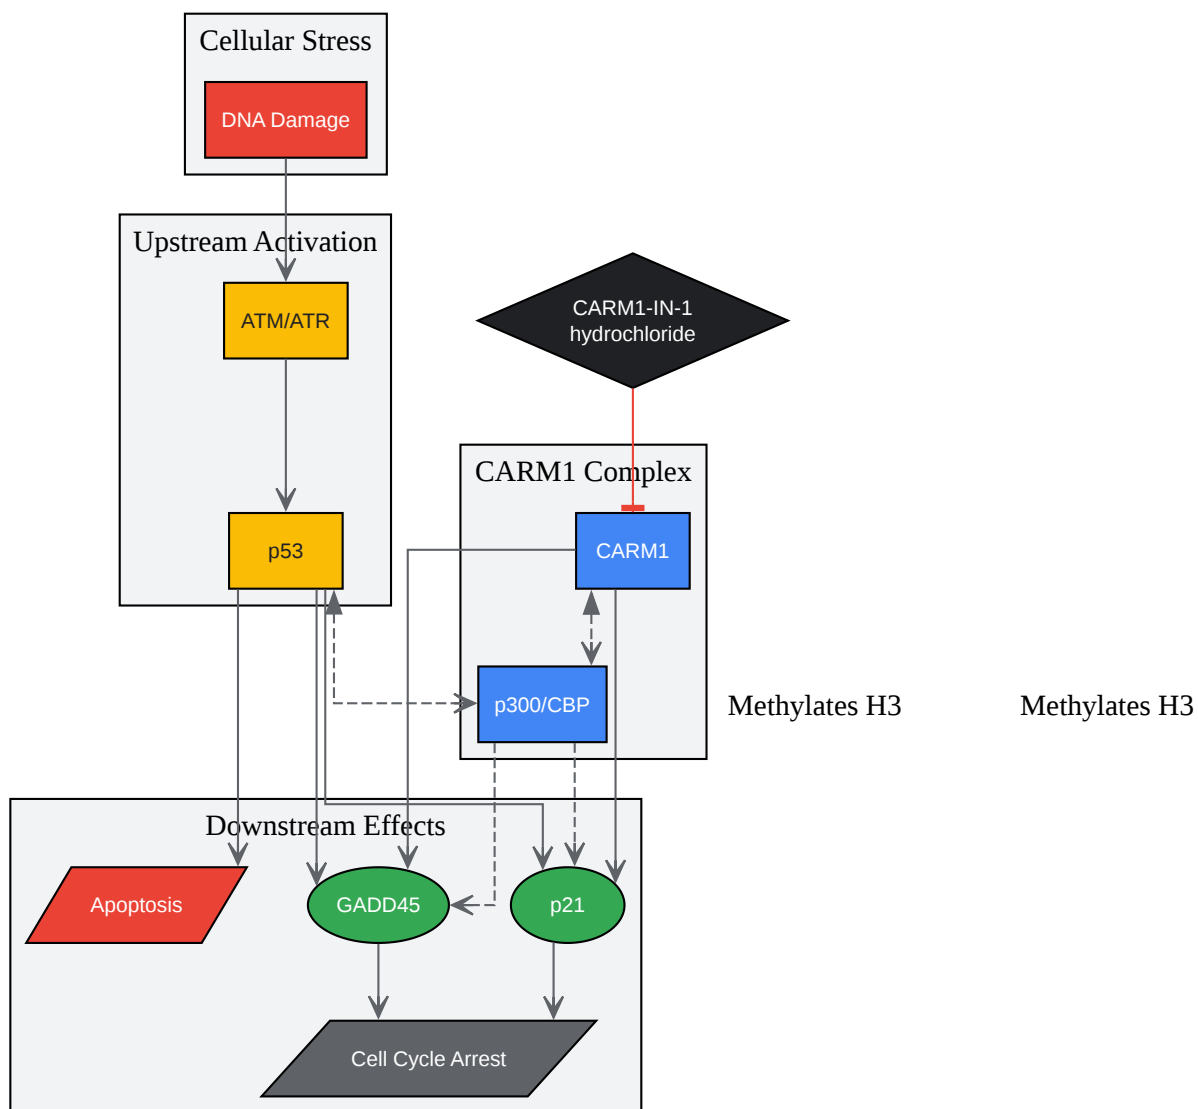 Cellular Stress
DNA Damage
Upstream Activation
ATM/ATR
CARM1-IN-1
hydrochloride
CARM1 Complex
p53
CARM1
p300/CBP
Methylates H3
Methylates H3
Downstream Effects
Apoptosis
GADD45
p21
Cell Cycle Arrest